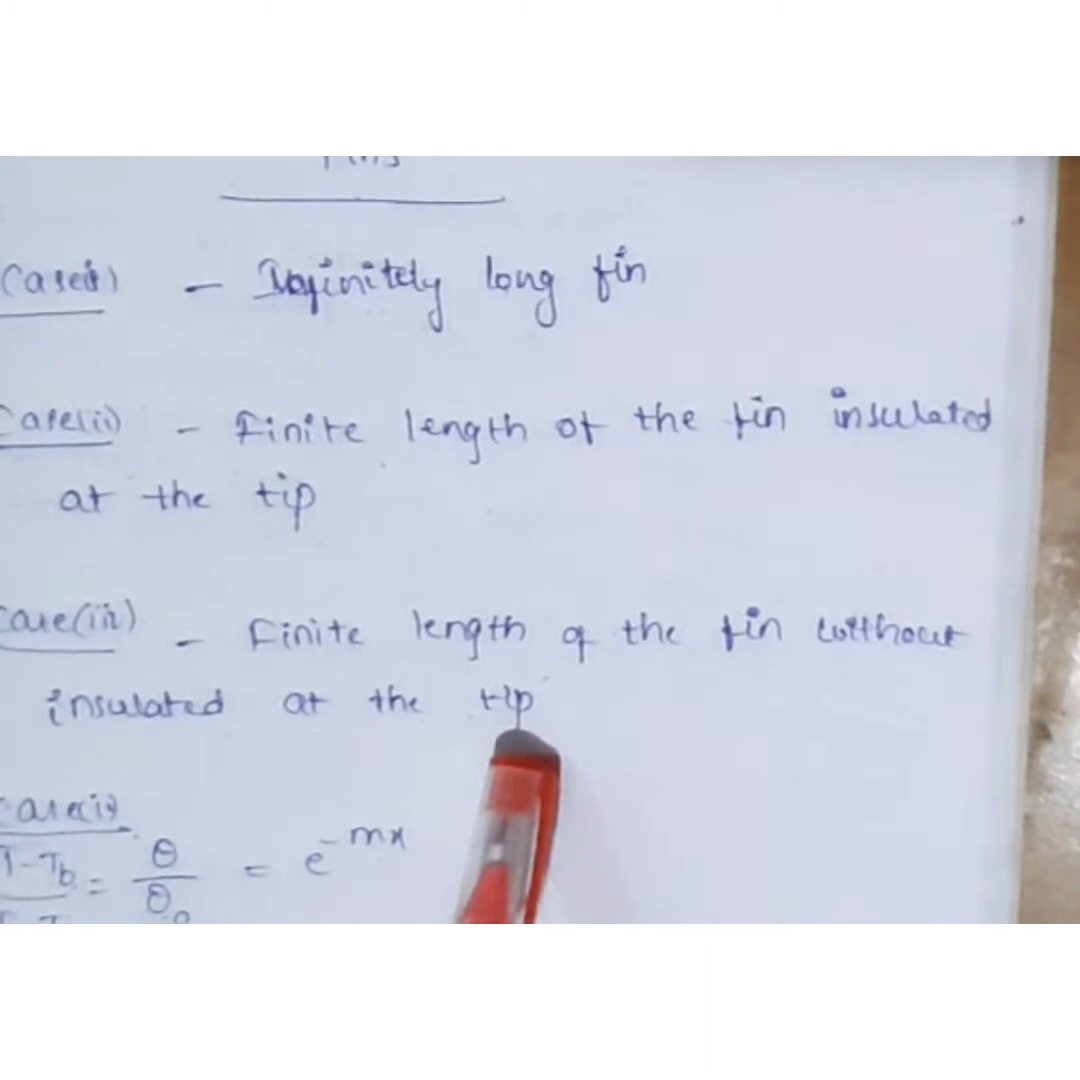 Case(i) - Infinitely long fin
Case(ii) - Finite length of the fin insulated
at the tip
Case(iii) - Finite length of the fin without
insulated at the tip
Case(i)
T-Tb = θ/θo = e^-mx